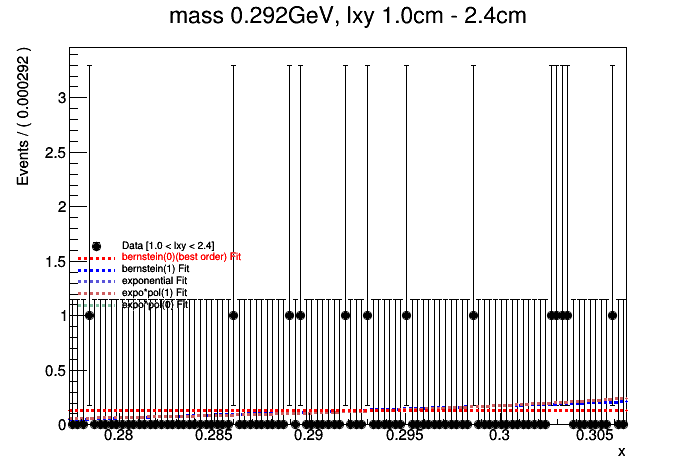 mass 0.292GeV, lxy 1.0cm - 2.4cm
Events / ( 0.000292 )
3
2.5
2
1.5
1
0.5
0
Data [1.0 < lxy < 2.4]
bernstein(0)(best order) Fit
bernstein(1) Fit
exponential Fit
expo*pol(1) Fit
expo*pol(0) Fit
0.28 0.285 0.29 0.295 0.3 0.305
x